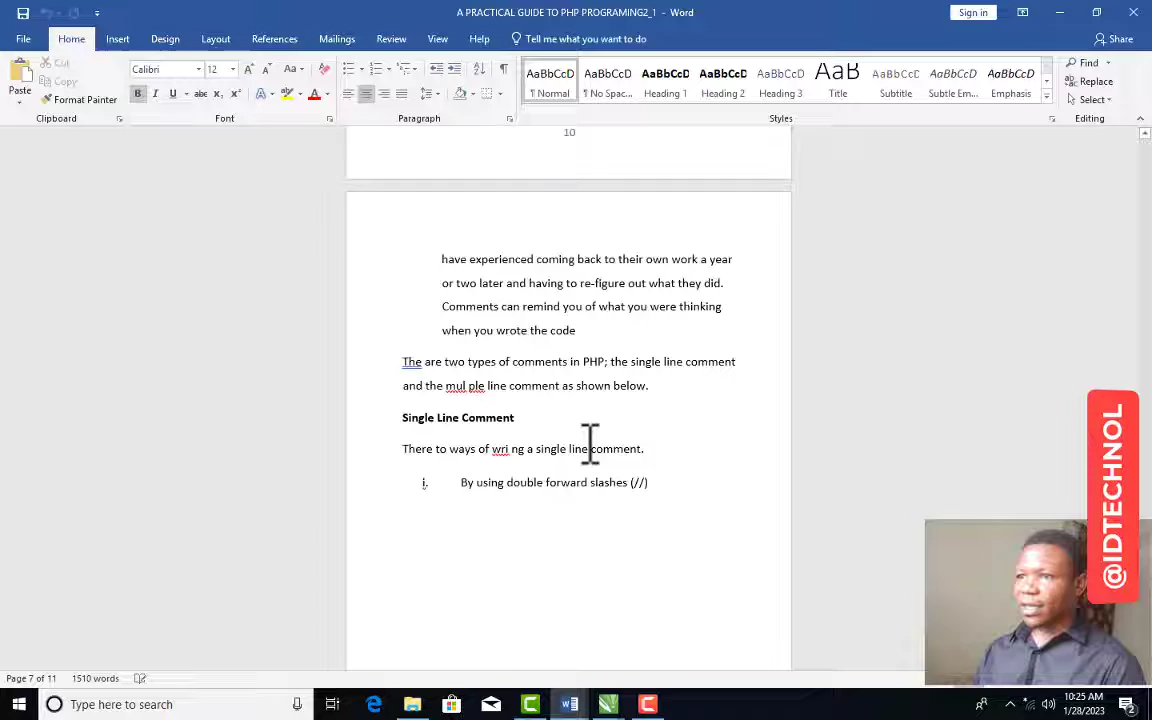 A PRACTICAL GUIDE TO PHP PROGRAMING2_1 - Word
Sign in
File Home Insert Design Layout References Mailings Review View Help Tell me what you want to do Share
Paste
Cut
Copy
Format Painter
Clipboard
Calibri 12
Aa
B I U abc x₂ x²
Font
Paragraph
AaBbCcD AaBbCcD AaBbCcD AaBbCcD AaBbCcD AaB AaBbCcD AaBbCcD AaBbCcD
¶ Normal ¶ No Spac... Heading 1 Heading 2 Heading 3 Title Subtitle Subtle Em... Emphasis
Styles
Find
Replace
Select
Editing
10
have experienced coming back to their own work a year
or two later and having to re-figure out what they did.
Comments can remind you of what you were thinking
when you wrote the code
The are two types of comments in PHP; the single line comment
and the mul ple line comment as shown below.
Single Line Comment
There to ways of wri ng a single line comment.
i. By using double forward slashes (//)
@IDTECHNOL
Page 7 of 11 1510 words
Type here to search
10:25 AM
1/28/2023
2